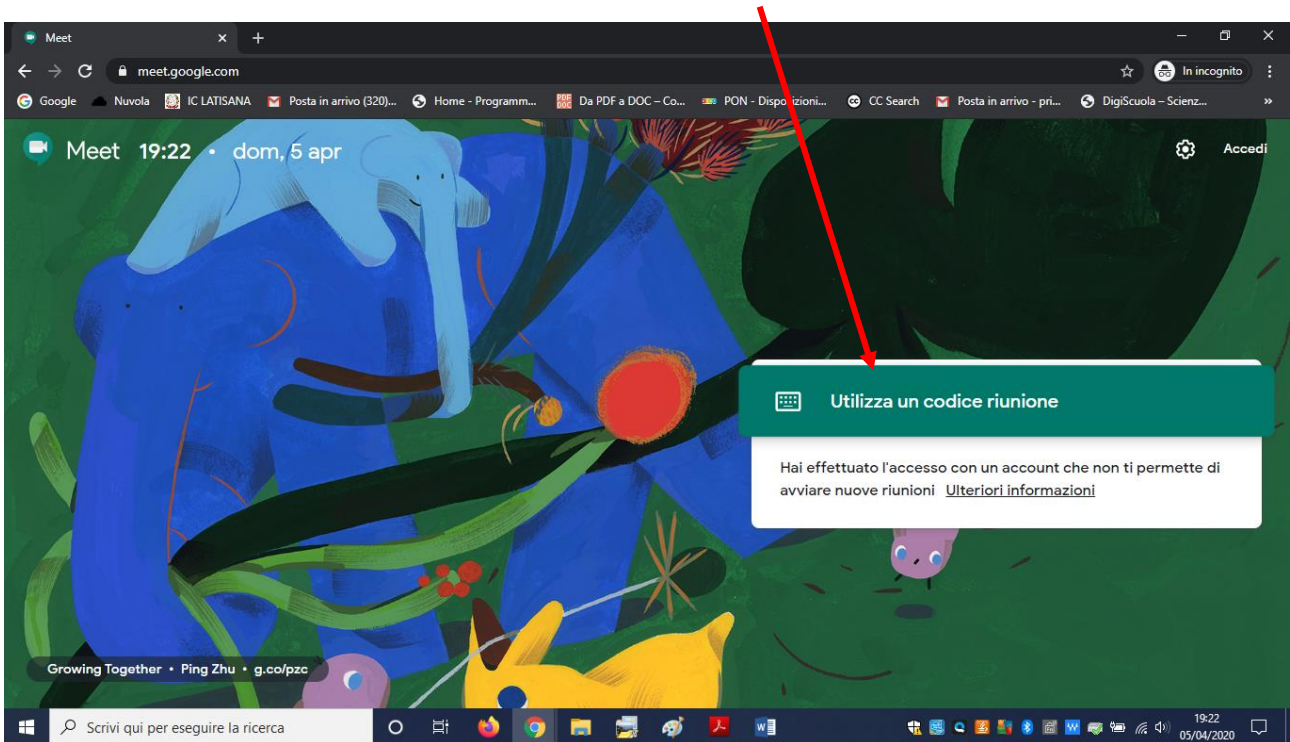 Meet
meet.google.com
In incognito
Google
Nuvola
IC LATISANA
Posta in arrivo (320)...
Home - Programm...
PDF DOC
Da PDF a DOC – Co...
PON - Disposizioni...
CC Search
Posta in arrivo - pri...
DigiScuola – Scienz...
»
Meet 19:22 • dom, 5 apr
Accedi
Utilizza un codice riunione
Hai effettuato l'accesso con un account che non ti permette di
avviare nuove riunioni Ulteriori informazioni
Growing Together • Ping Zhu • g.co/pzc
Scrivi qui per eseguire la ricerca
19:22
05/04/2020